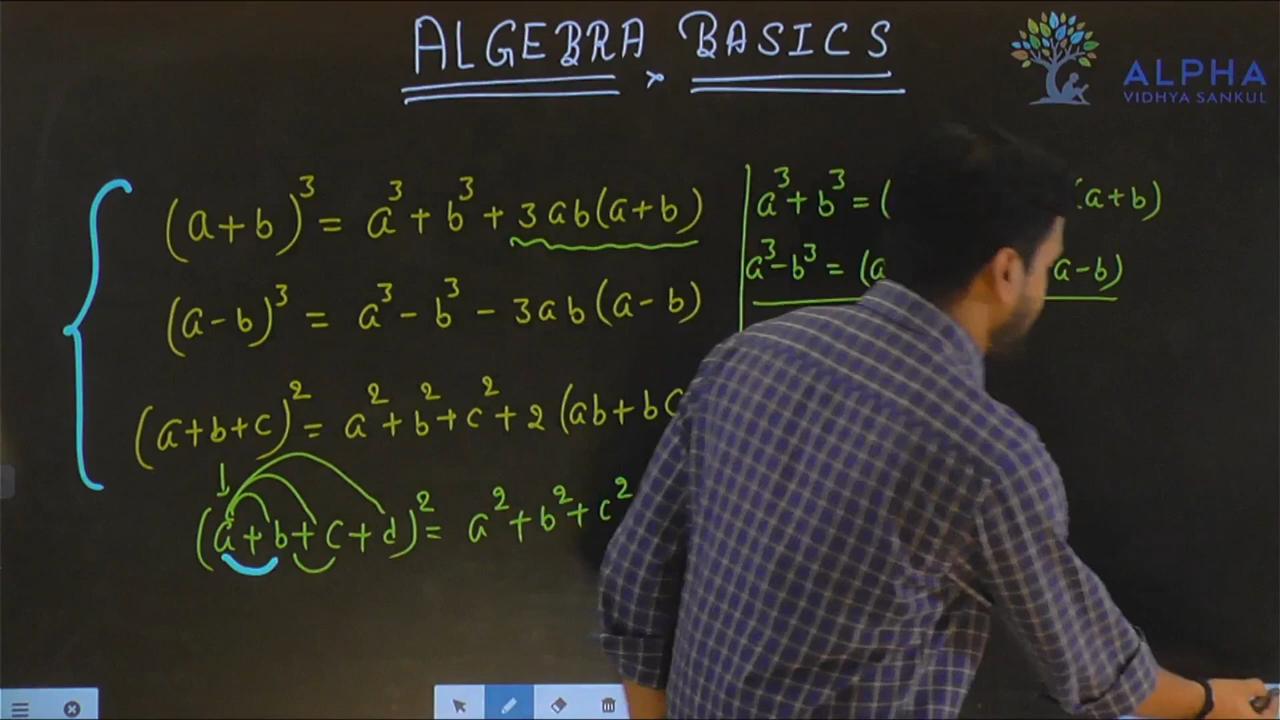 ALGEBRA BASICS
ALPHA
VIDHYA SANKUL
(a+b)³ = a³ + b³ + 3ab(a+b)
(a-b)³ = a³ - b³ - 3ab(a-b)
(a+b+c)² = a² + b² + c² + 2(ab+bc
(a+b+c+d)² = a² + b² + c²
a³ + b³ = ( (a+b)
a³ - b³ = (a a-b)